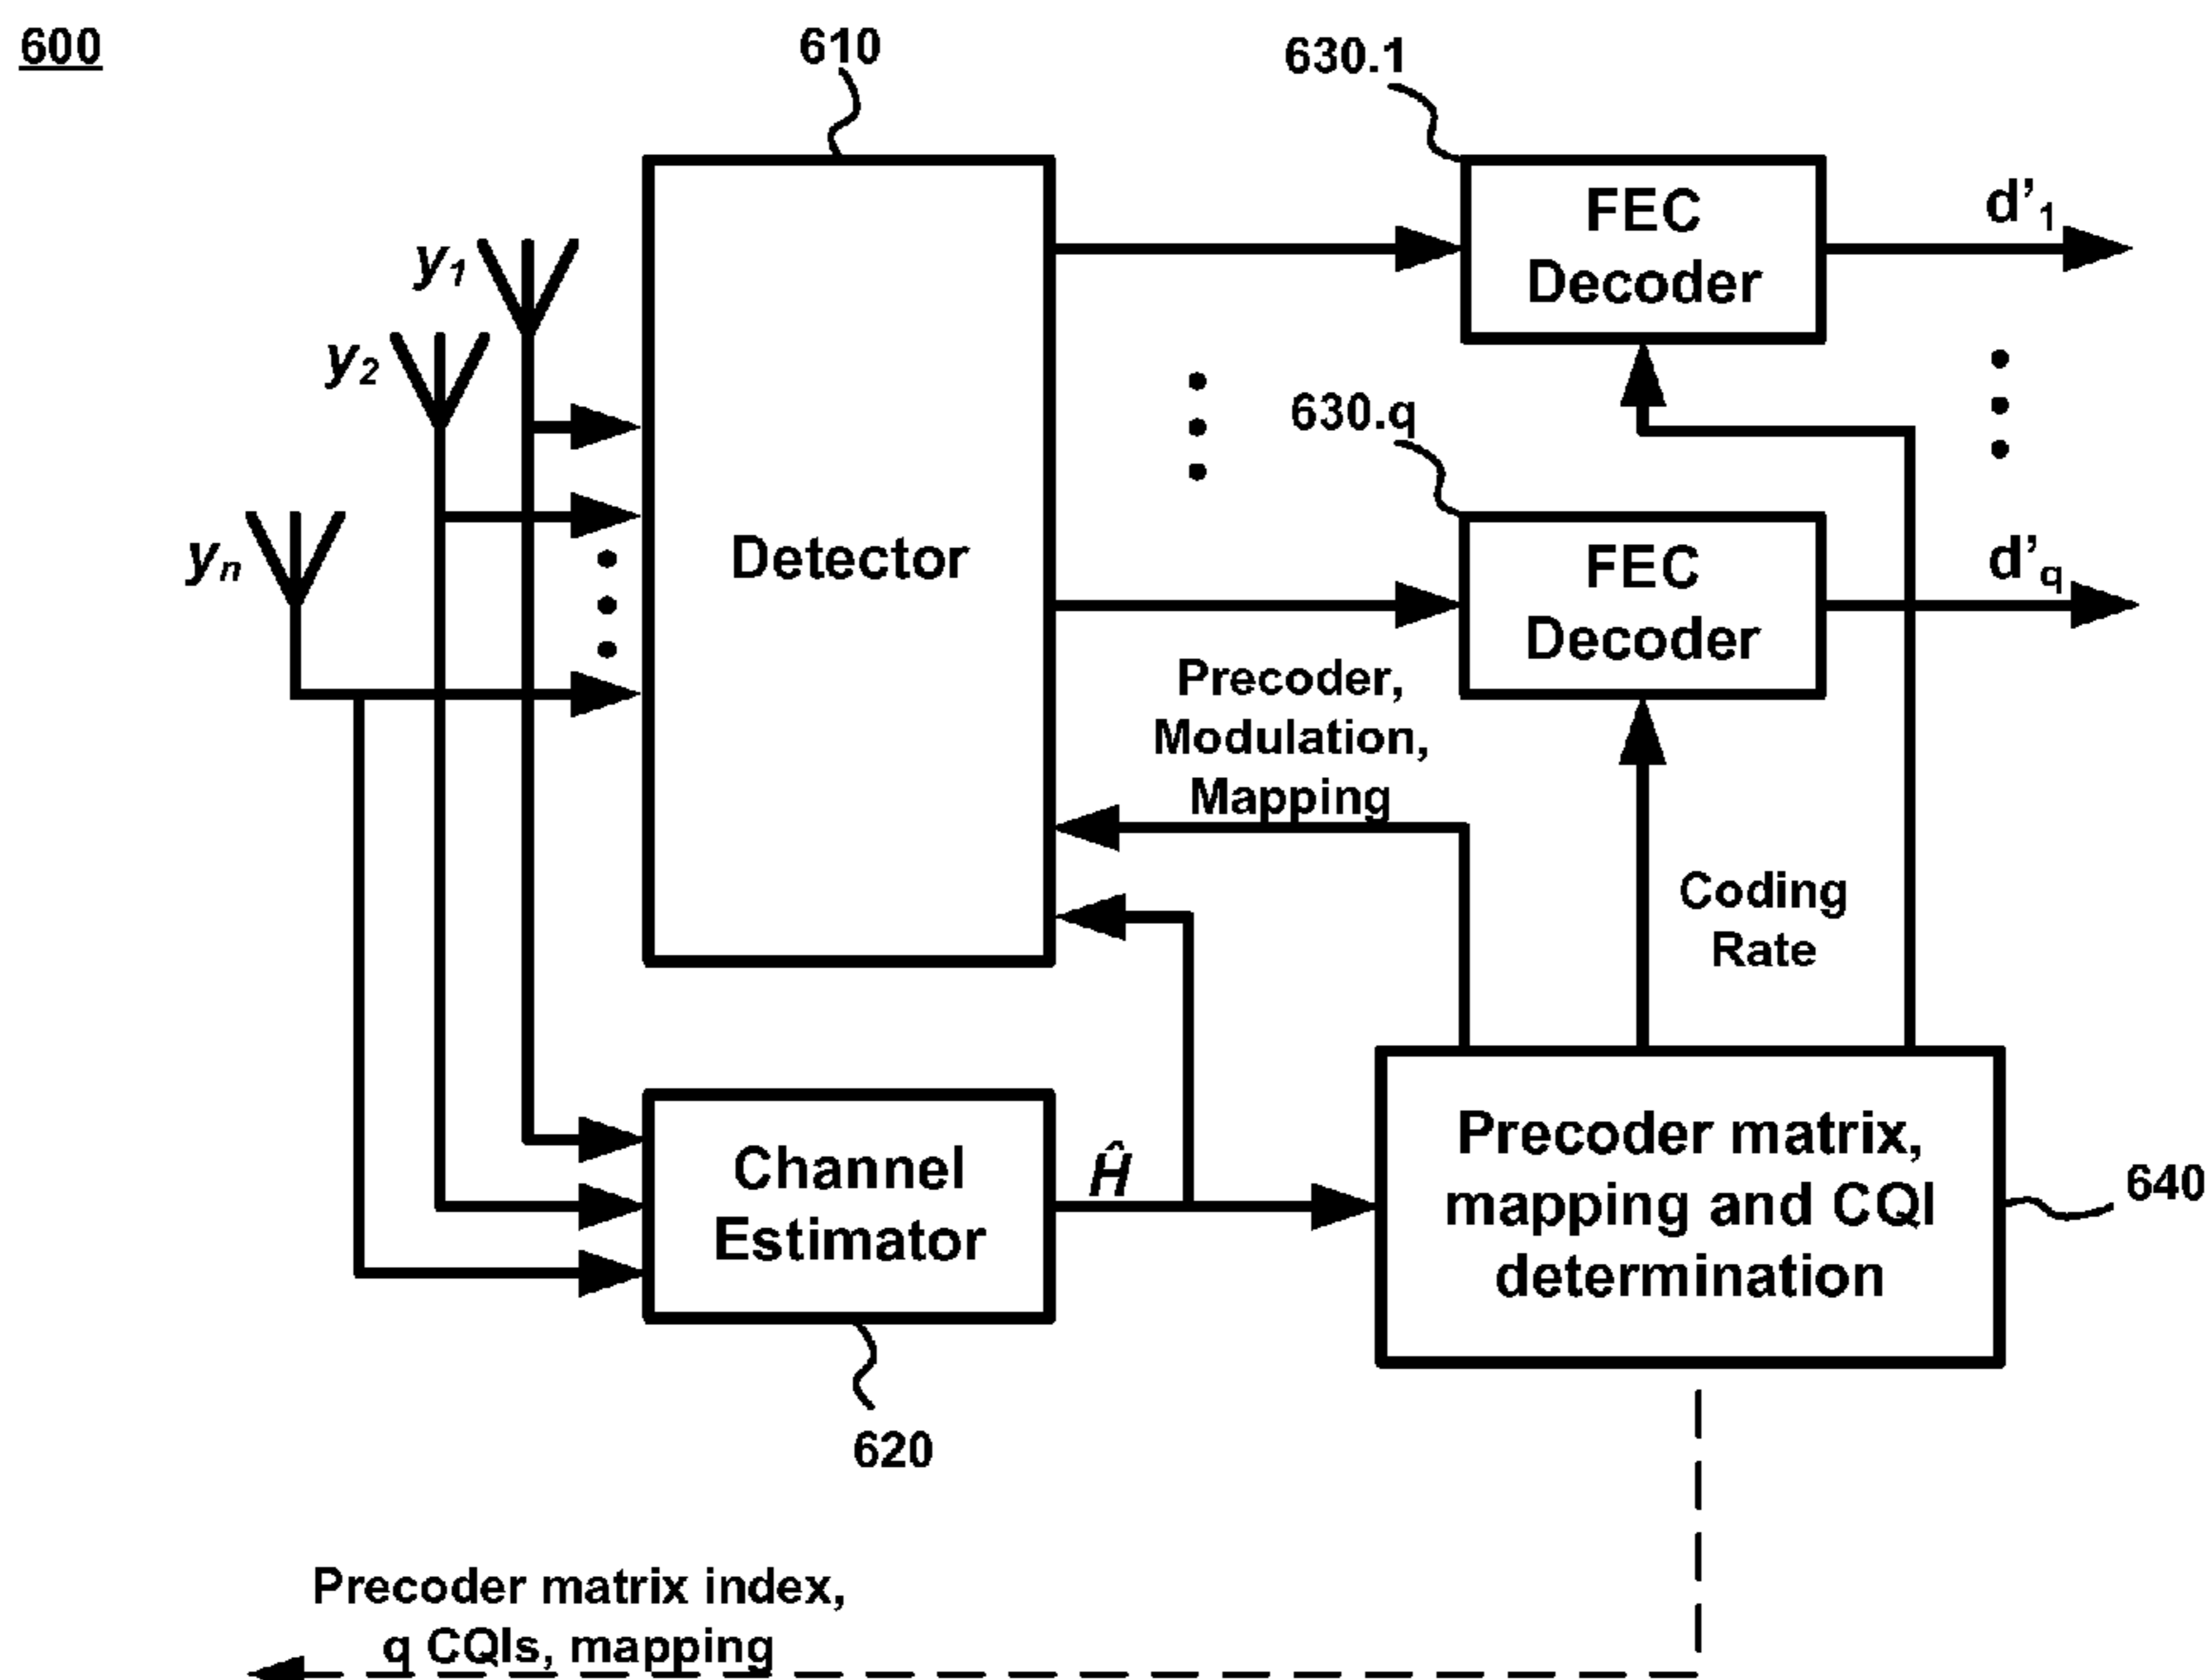 600
610
630.1
FEC
Decoder
d’1
y1
y2
yn
Detector
630.q
FEC
Decoder
d’q
Precoder,
Modulation,
Mapping
Coding
Rate
Channel
Estimator
Ĥ
Precoder matrix,
mapping and CQI
determination
640
620
Precoder matrix index,
q CQIs, mapping